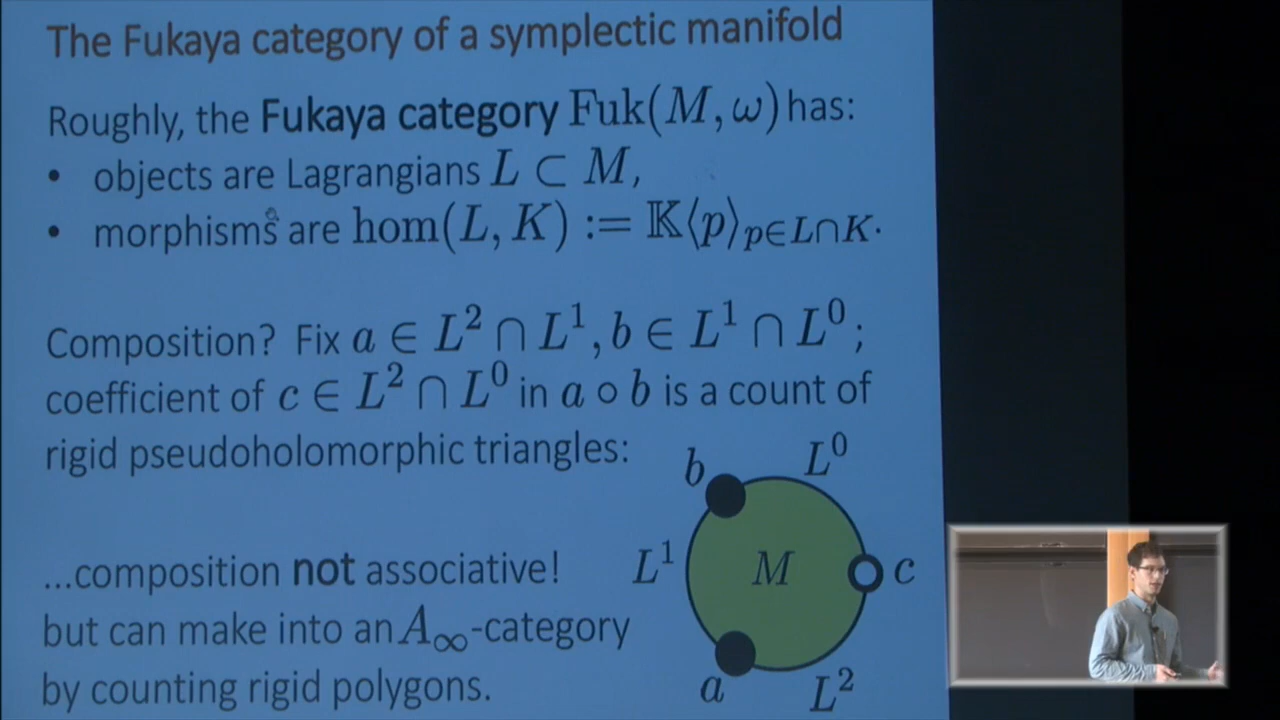 The Fukaya category of a symplectic manifold
Roughly, the Fukaya category Fuk(M, ω) has:
• objects are Lagrangians L ⊂ M,
• morphisms are hom(L, K) := 𝕂⟨p⟩_{p∈L∩K}.
Composition? Fix a ∈ L² ∩ L¹, b ∈ L¹ ∩ L⁰;
coefficient of c ∈ L² ∩ L⁰ in a ∘ b is a count of
rigid pseudoholomorphic triangles:
b L⁰
L¹ M c
a L²
...composition not associative!
but can make into an A∞-category
by counting rigid polygons.